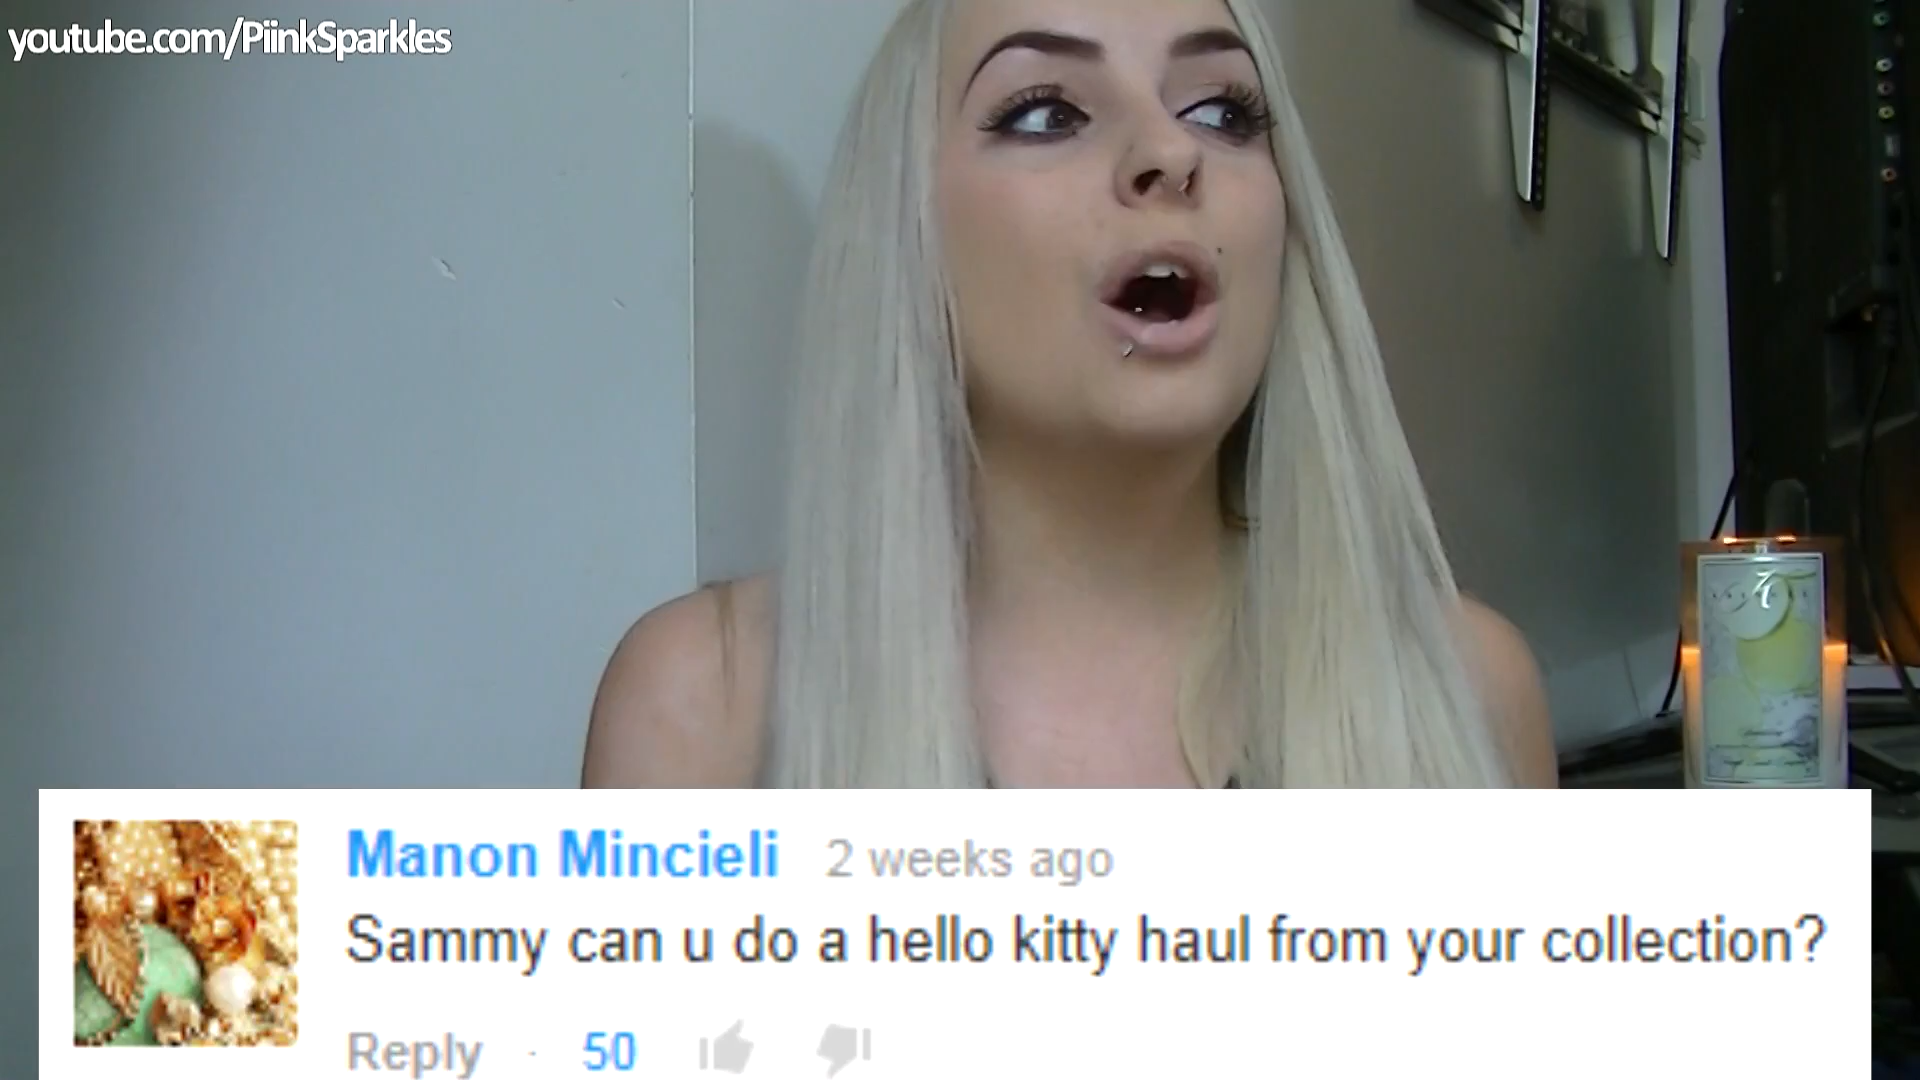 youtube.com/PiinkSparkles
Manon Mincieli 2 weeks ago
Sammy can u do a hello kitty haul from your collection?
Reply · 50